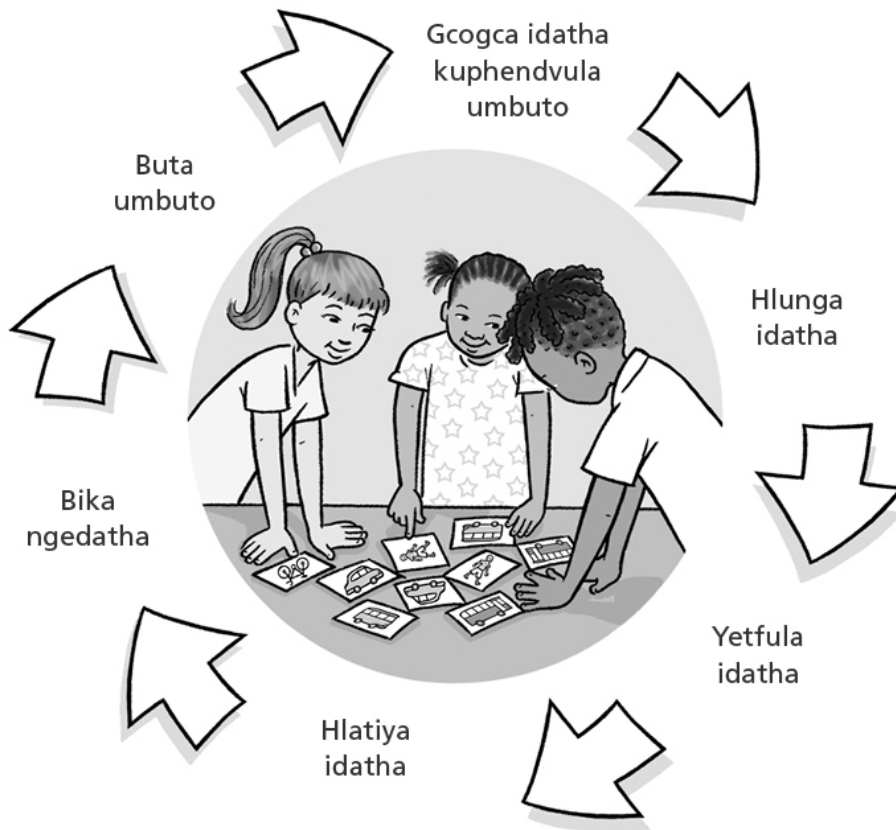 Buta
umbuto
Gcogca idatha
kuphendvula
umbuto
Hlunga
idatha
Yetfula
idatha
Hlatiya
idatha
Bika
ngedatha